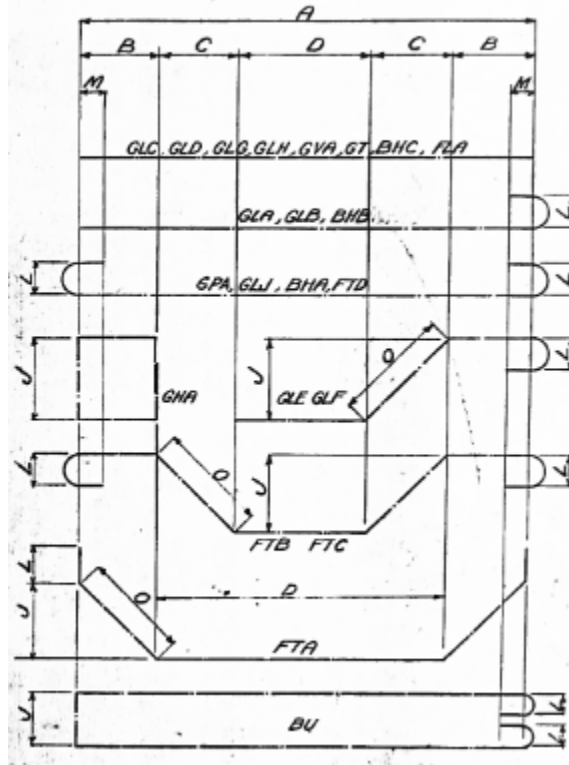 A
B C D C B
M M
GLC, GLD, GLG, GLH, GVA, GT, BHC, FLA
L
GLA, GLB, BHB
L L
GPA, GLJ, BHA, FTD
J O J L
GHA GLE GLF
L O J L
FTB FTC
L
J O D
FTA
J L
BU
L